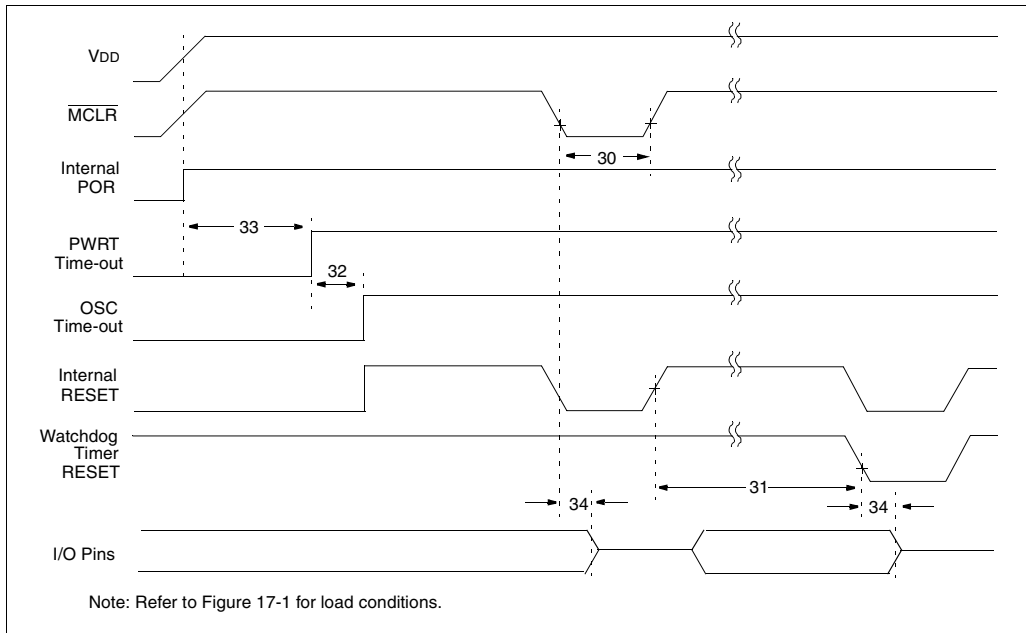 VDD
MCLR
30
Internal
POR
33
PWRT
Time-out
32
OSC
Time-out
Internal
RESET
Watchdog
Timer
RESET
31
34
34
I/O Pins
Note: Refer to Figure 17-1 for load conditions.